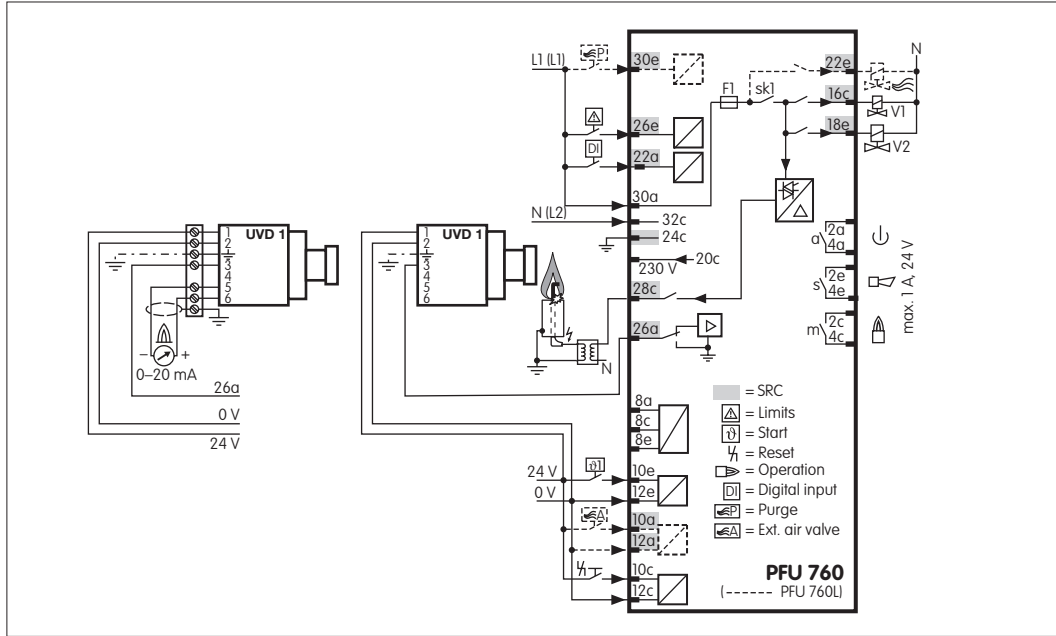 L1 (L1)
P
30e
26e
DI
22a
30a
N (L2)
32c
24c
20c
230 V
28c
26a
N
8a
8c
8e
24 V
ϑ1
10e
0 V
12e
A
10a
12a
10c
12c
F1
sk1
N
22e
16c
V1
18e
V2
a
2a
4a
s
2e
4e
m
2c
4c
max. 1 A, 24 V
= SRC
= Limits
ϑ = Start
= Reset
= Operation
DI = Digital input
P = Purge
A = Ext. air valve
PFU 760
(------ PFU 760L)
UVD 1
1
2
3
4
5
6
– +
0–20 mA
26a
0 V
24 V
UVD 1
1
2
3
4
5
6